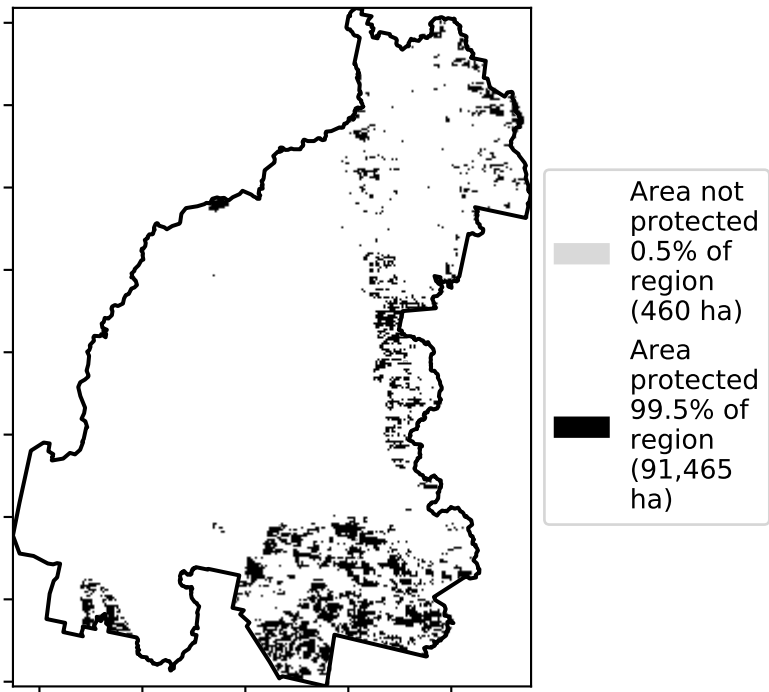 Area not
protected
0.5% of
region
(460 ha)
Area
protected
99.5% of
region
(91,465
ha)